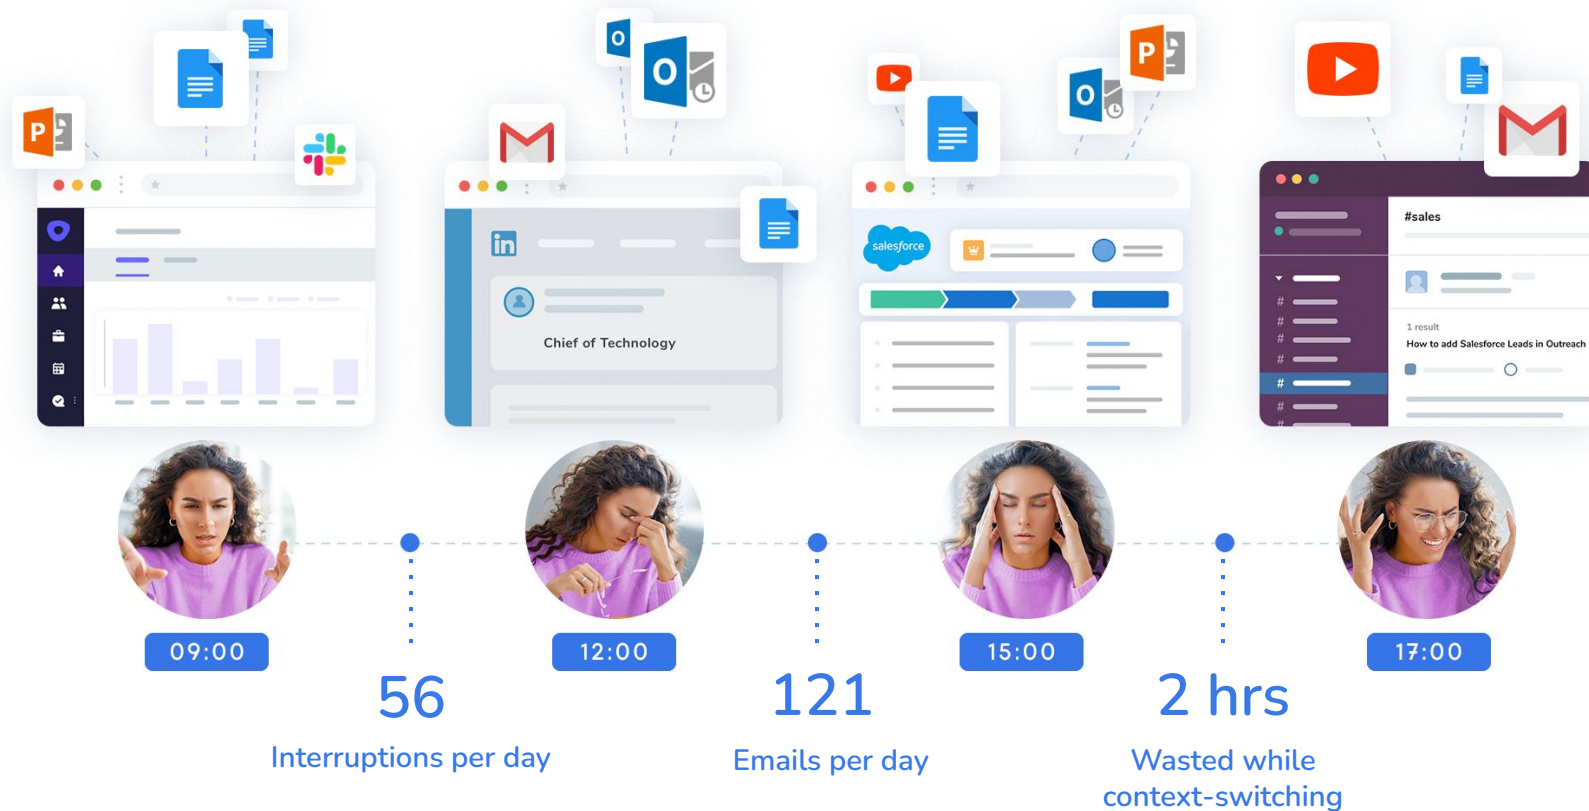 P
O
O
O
P
in
Chief of Technology
salesforce
#sales
1 result
How to add Salesforce Leads in Outreach
#
#
#
#
#
#
#
09:00
12:00
15:00
17:00
56
Interruptions per day
121
Emails per day
2 hrs
Wasted while
context-switching